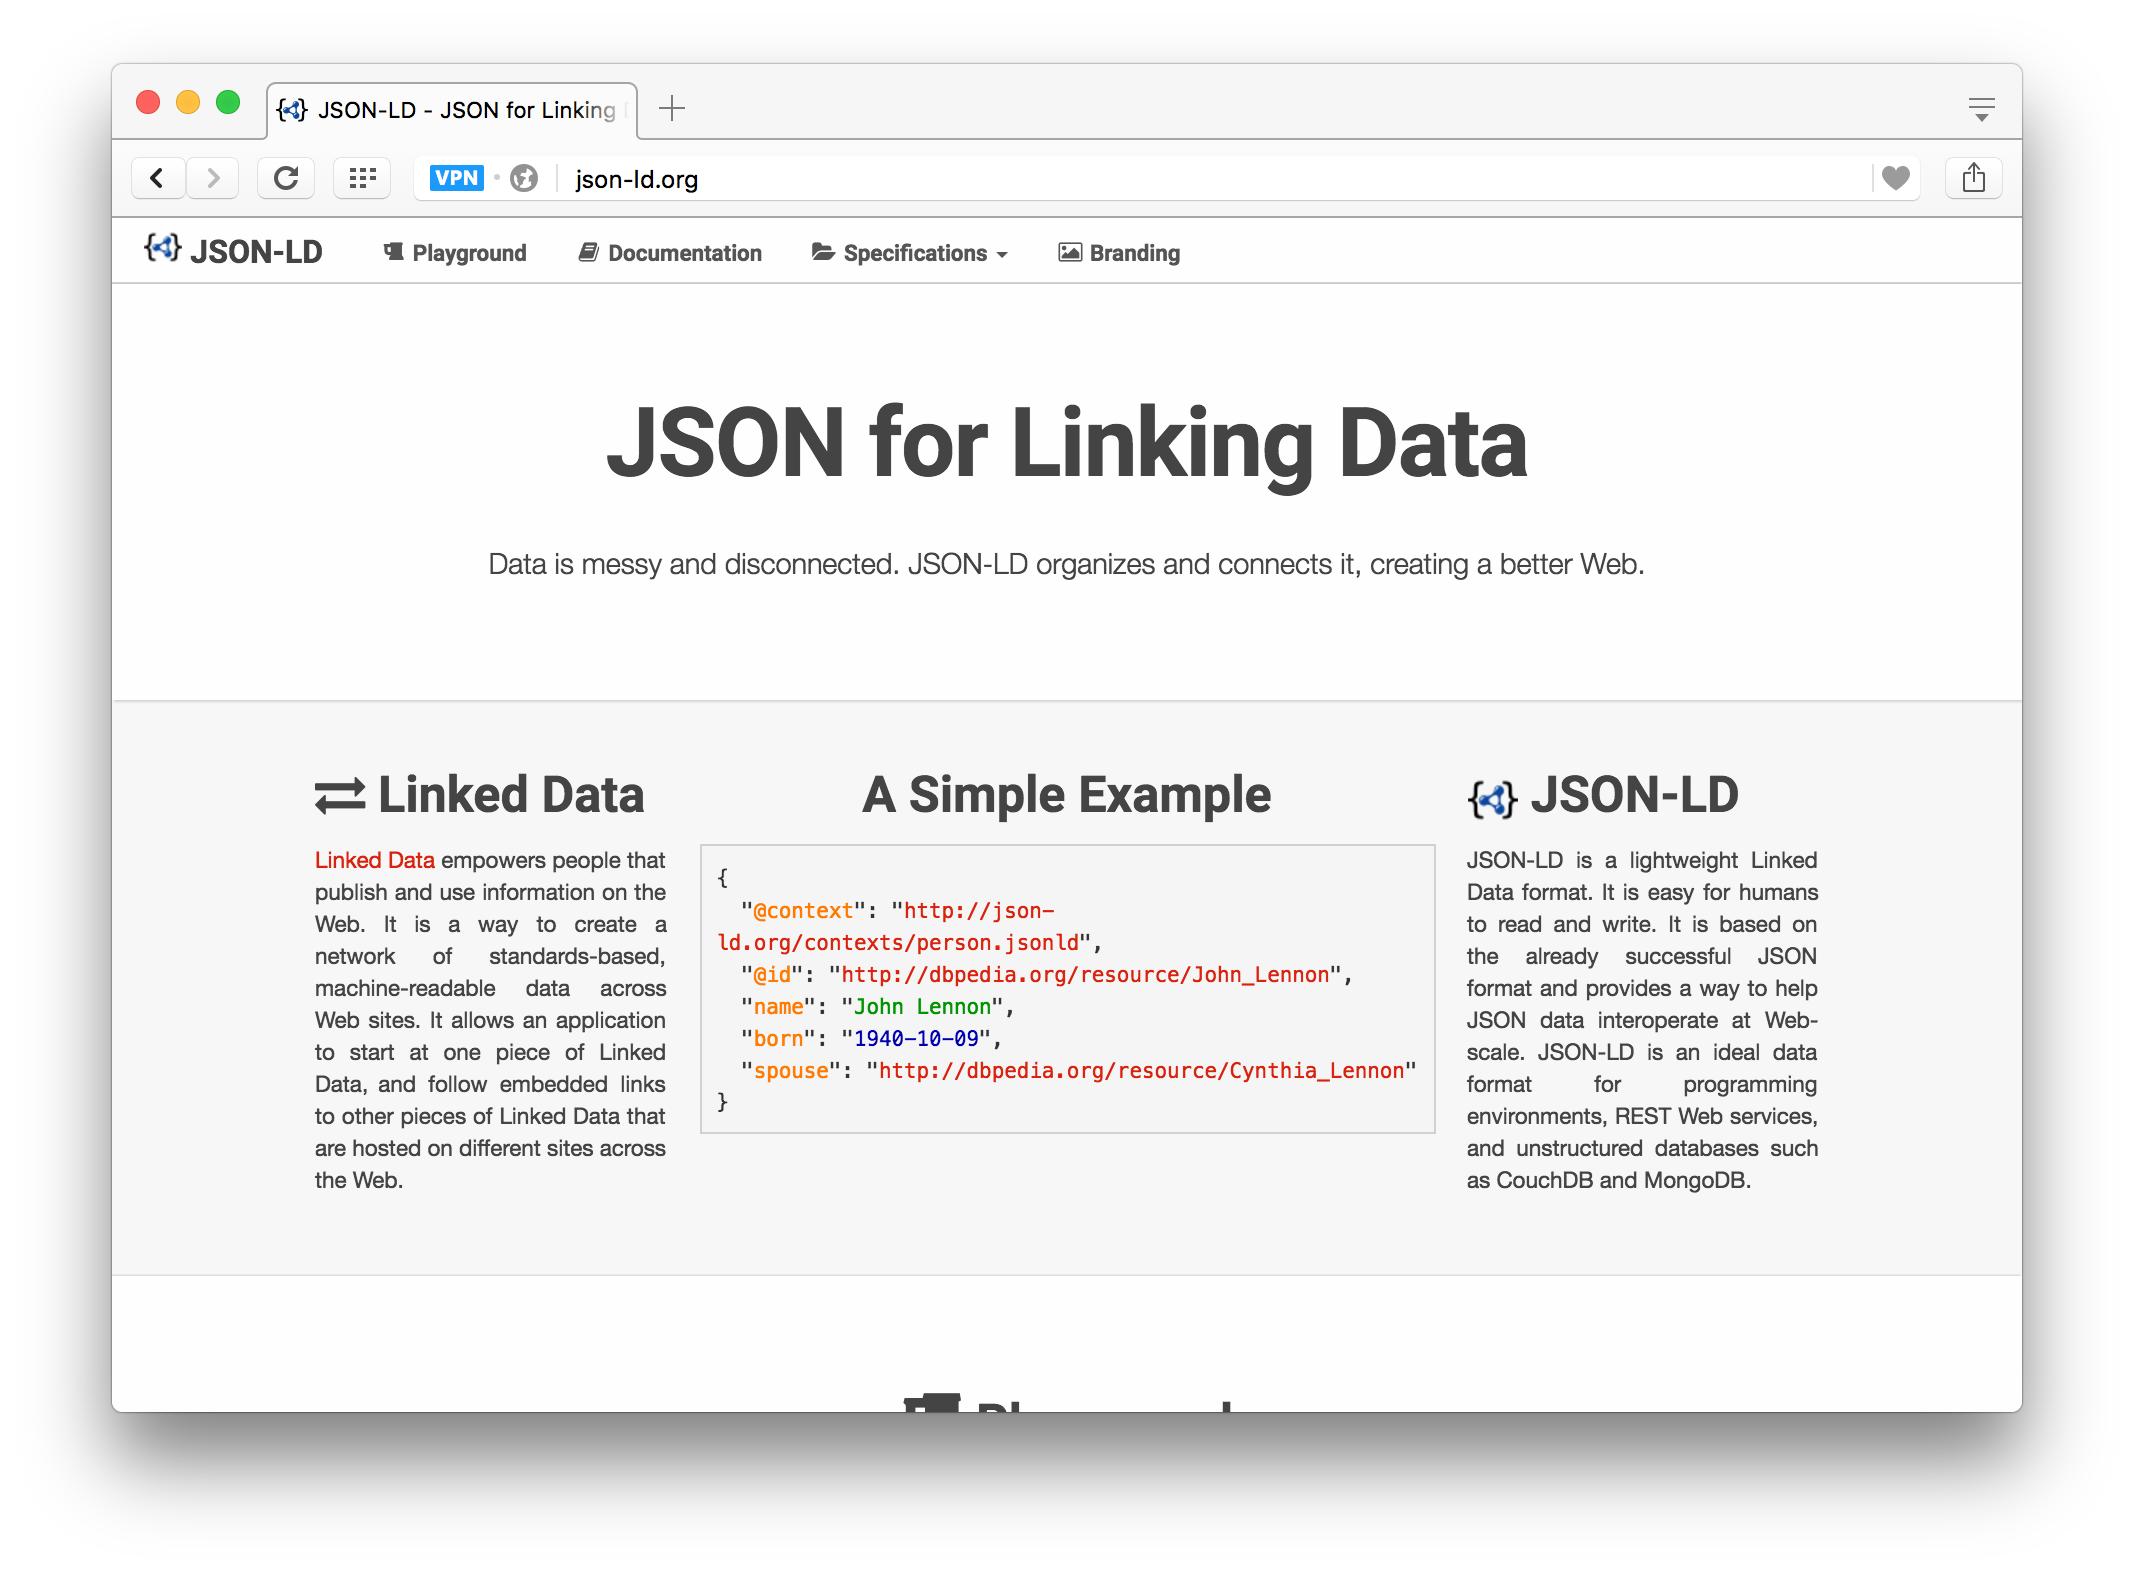 JSON-LD - JSON for Linking
VPN json-ld.org
JSON-LD Playground Documentation Specifications Branding
JSON for Linking Data
Data is messy and disconnected. JSON-LD organizes and connects it, creating a better Web.
Linked Data
Linked Data empowers people that
publish and use information on the
Web. It is a way to create a
network of standards-based,
machine-readable data across
Web sites. It allows an application
to start at one piece of Linked
Data, and follow embedded links
to other pieces of Linked Data that
are hosted on different sites across
the Web.
A Simple Example
{
"@context": "http://json-
ld.org/contexts/person.jsonld",
"@id": "http://dbpedia.org/resource/John_Lennon",
"name": "John Lennon",
"born": "1940-10-09",
"spouse": "http://dbpedia.org/resource/Cynthia_Lennon"
}
JSON-LD
JSON-LD is a lightweight Linked
Data format. It is easy for humans
to read and write. It is based on
the already successful JSON
format and provides a way to help
JSON data interoperate at Web-
scale. JSON-LD is an ideal data
format for programming
environments, REST Web services,
and unstructured databases such
as CouchDB and MongoDB.